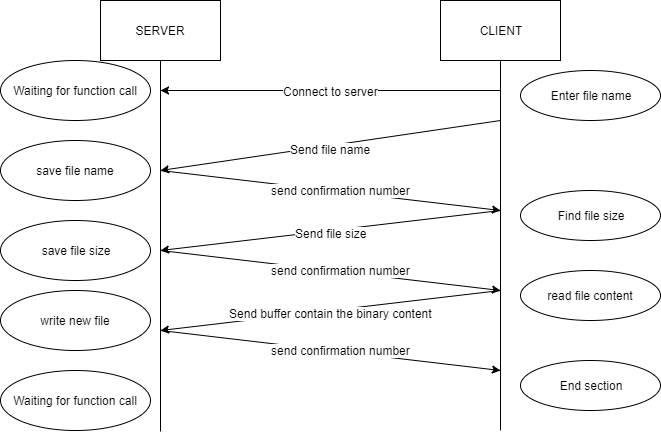 SERVER
CLIENT
Waiting for function call
Connect to server
Enter file name
Send file name
save file name
send confirmation number
Find file size
Send file size
save file size
send confirmation number
read file content
Send buffer contain the binary content
write new file
send confirmation number
End section
Waiting for function call